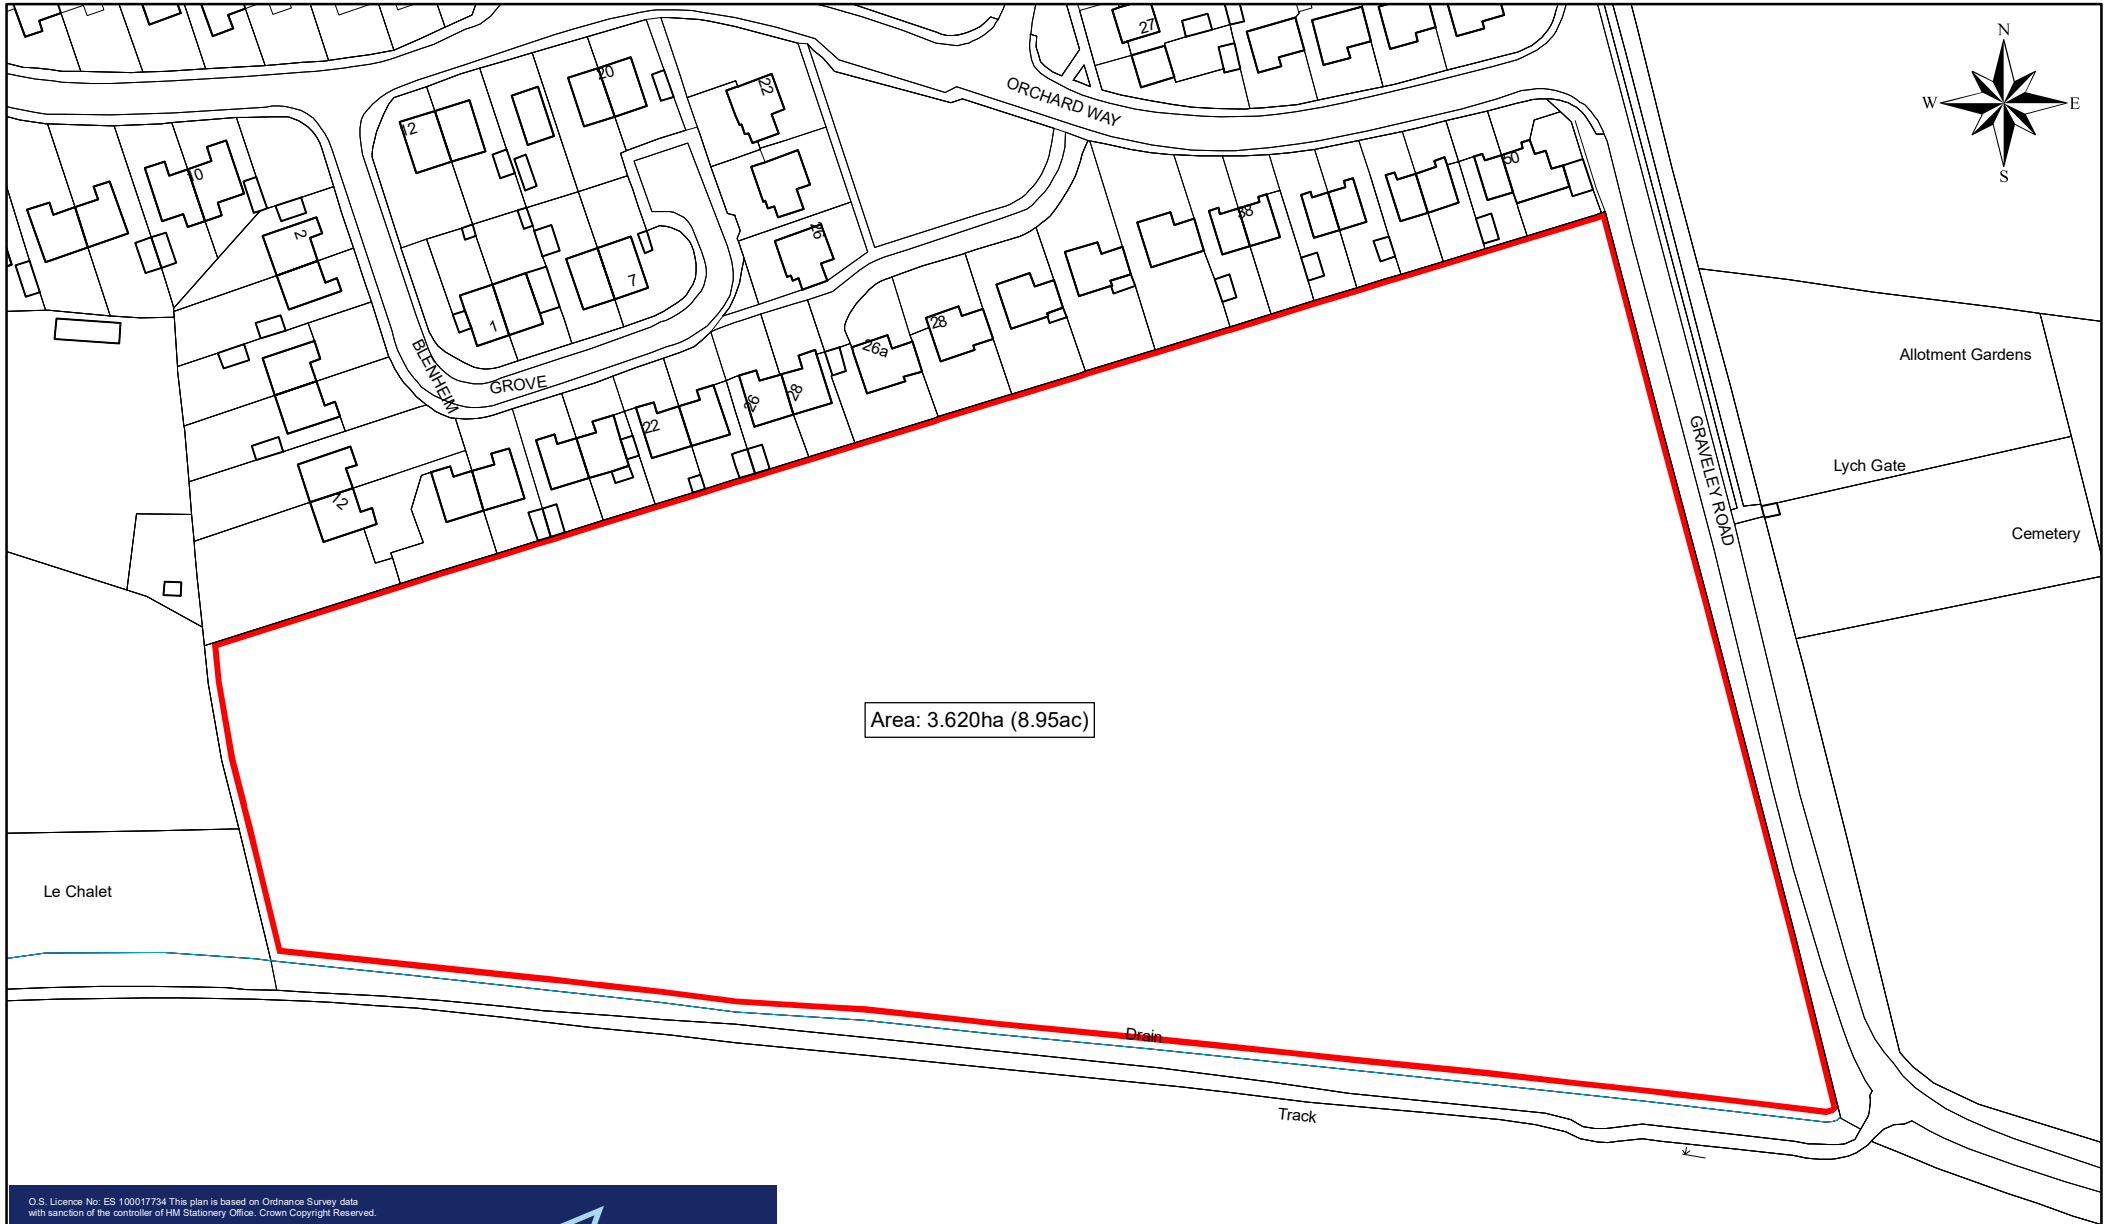 27
N
W
E
S
20
22
ORCHARD WAY
12
10
50
2
38
26
7
1
28
26a
BLENHEIM
GROVE
Allotment Gardens
26
28
22
GRAVELEY ROAD
Lych Gate
12
Cemetery
Area: 3.620ha (8.95ac)
Le Chalet
Drain
Track
O.S. Licence No: ES 100017734 This plan is based on Ordnance Survey data
with sanction of the controller of HM Stationery Office. Crown Copyright Reserved.